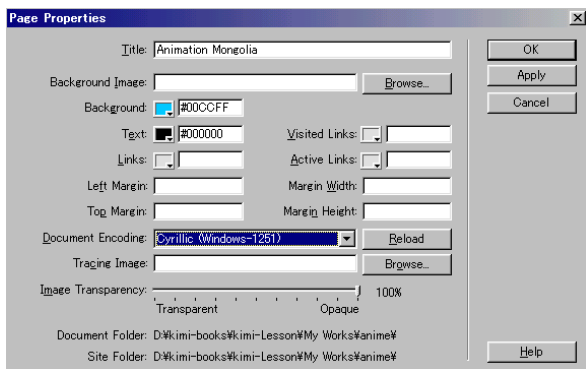 Page Properties
Title: Animation Mongolia
OK
Background Image:
Browse...
Apply
Background: #00CCFF
Cancel
Text: #000000
Visited Links:
Links:
Active Links:
Left Margin:
Margin Width:
Top Margin:
Margin Height:
Document Encoding: Cyrillic (Windows-1251)
Reload
Tracing Image:
Browse...
Image Transparency:
100%
Transparent
Opaque
Document Folder: D:¥kimi-books¥kimi-Lesson¥My Works¥anime¥
Site Folder: D:¥kimi-books¥kimi-Lesson¥My Works¥anime¥
Help